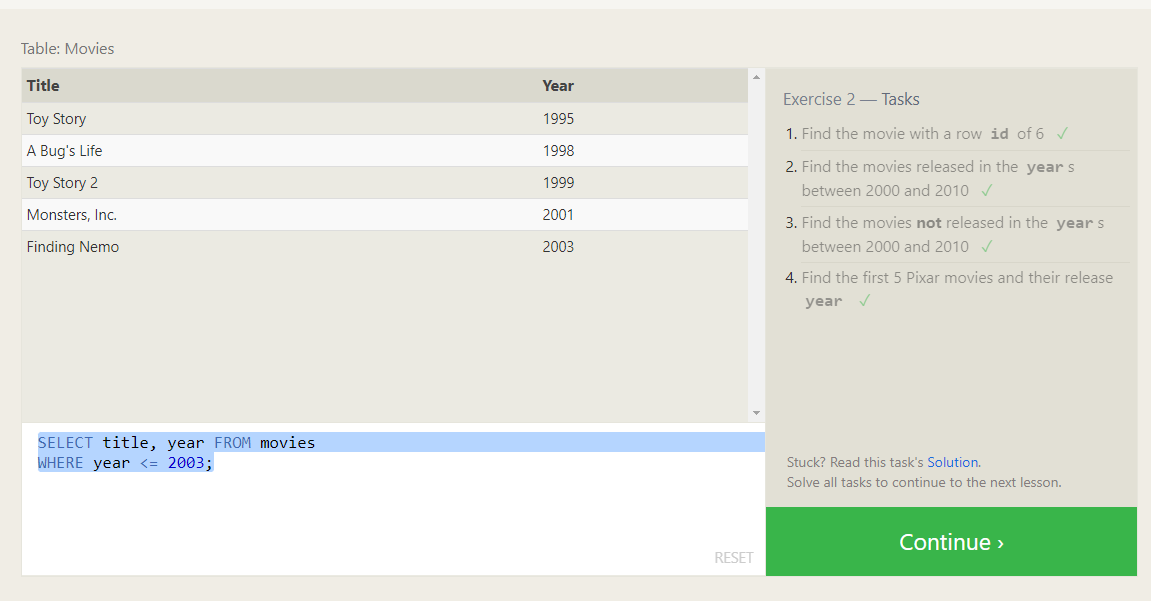 Table: Movies
Title Year
Toy Story 1995
A Bug's Life 1998
Toy Story 2 1999
Monsters, Inc. 2001
Finding Nemo 2003
SELECT title, year FROM movies
WHERE year <= 2003;
RESET
Exercise 2 — Tasks
1. Find the movie with a row id of 6 ✓
2. Find the movies released in the year s
between 2000 and 2010 ✓
3. Find the movies not released in the year s
between 2000 and 2010 ✓
4. Find the first 5 Pixar movies and their release
year ✓
Stuck? Read this task's Solution.
Solve all tasks to continue to the next lesson.
Continue ›